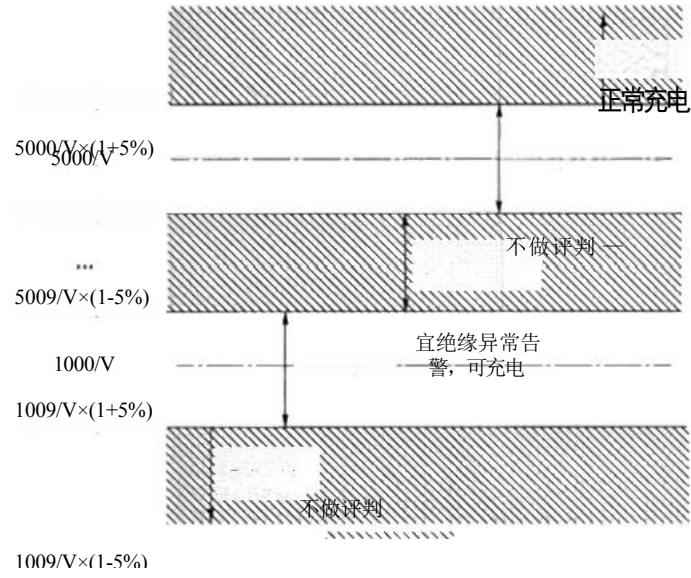 正常充电
5000/V×(1+5%)
5000/V
不做评判
...
5009/V×(1-5%)
宜绝缘异常告
1000/V
警，可充电
1009/V×(1+5%)
不做评判
1009/V×(1-5%)